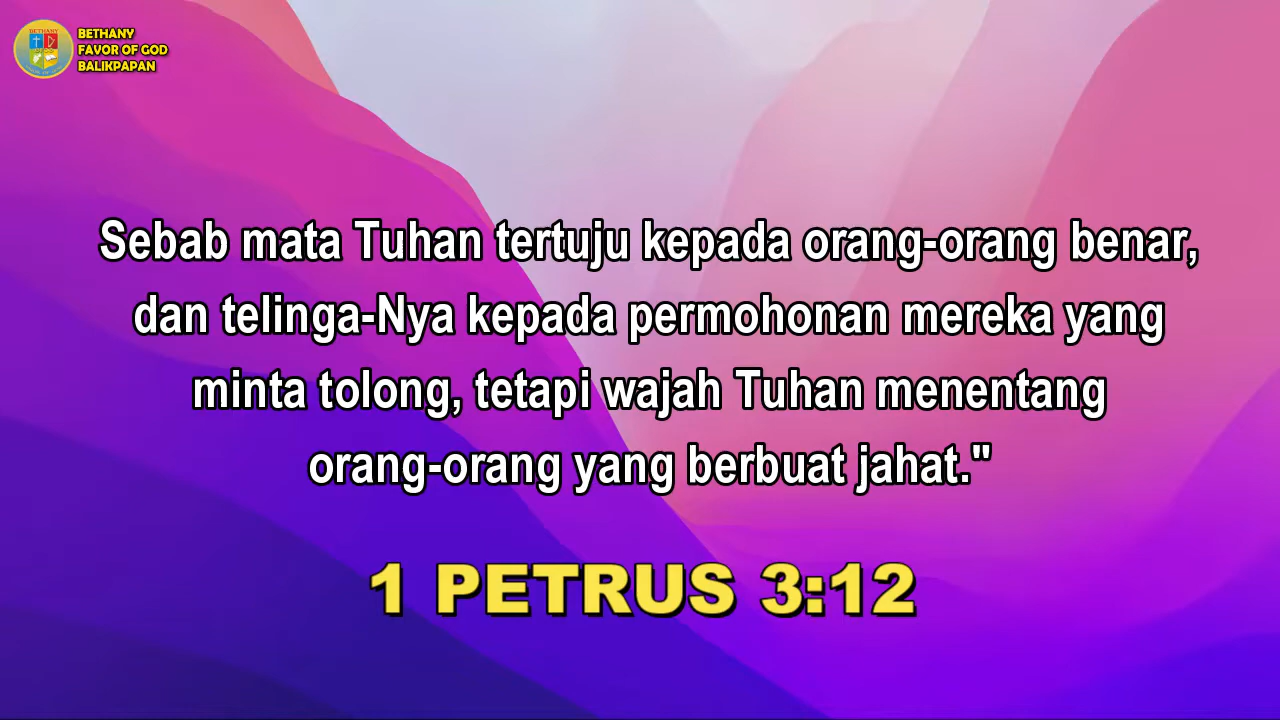 BETHANY
FAVOR OF GOD
BALIKPAPAN
Sebab mata Tuhan tertuju kepada orang-orang benar,
dan telinga-Nya kepada permohonan mereka yang
minta tolong, tetapi wajah Tuhan menentang
orang-orang yang berbuat jahat."
1 PETRUS 3:12